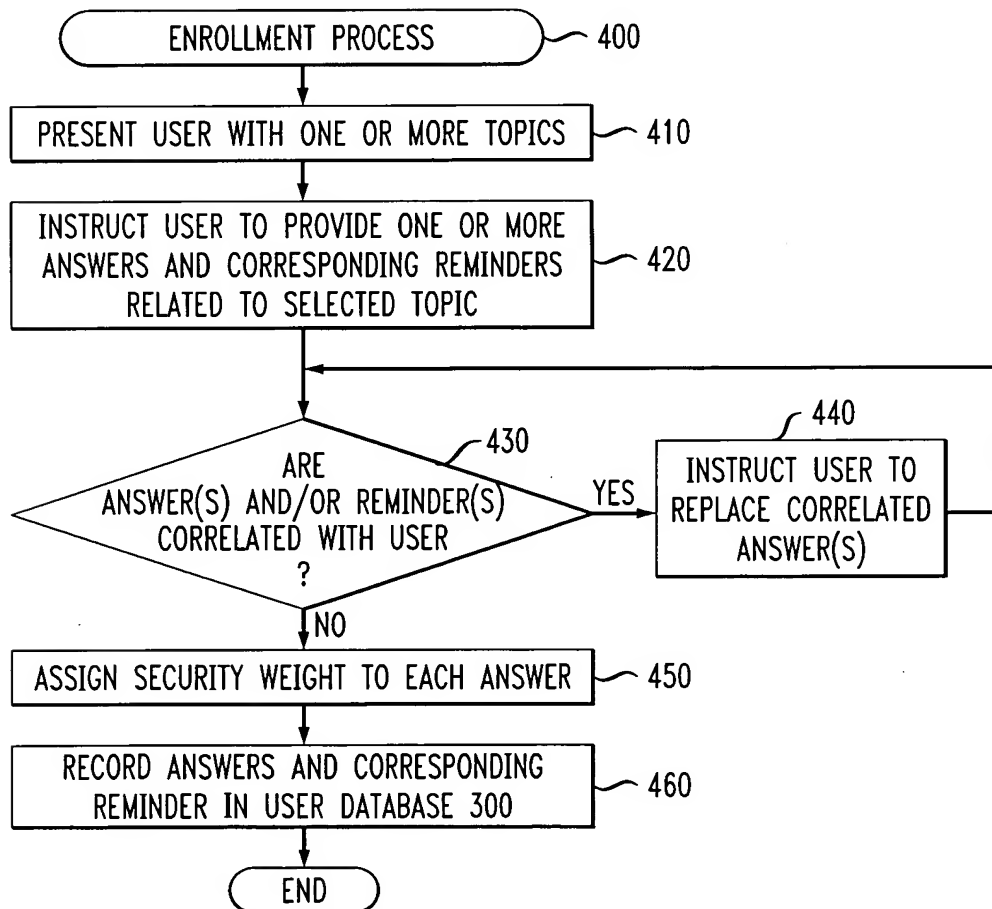 ENROLLMENT PROCESS
400
PRESENT USER WITH ONE OR MORE TOPICS
410
INSTRUCT USER TO PROVIDE ONE OR MORE
ANSWERS AND CORRESPONDING REMINDERS
RELATED TO SELECTED TOPIC
420
430
ARE
ANSWER(S) AND/OR REMINDER(S)
CORRELATED WITH USER
?
YES
440
INSTRUCT USER TO
REPLACE CORRELATED
ANSWER(S)
NO
ASSIGN SECURITY WEIGHT TO EACH ANSWER
450
RECORD ANSWERS AND CORRESPONDING
REMINDER IN USER DATABASE 300
460
END